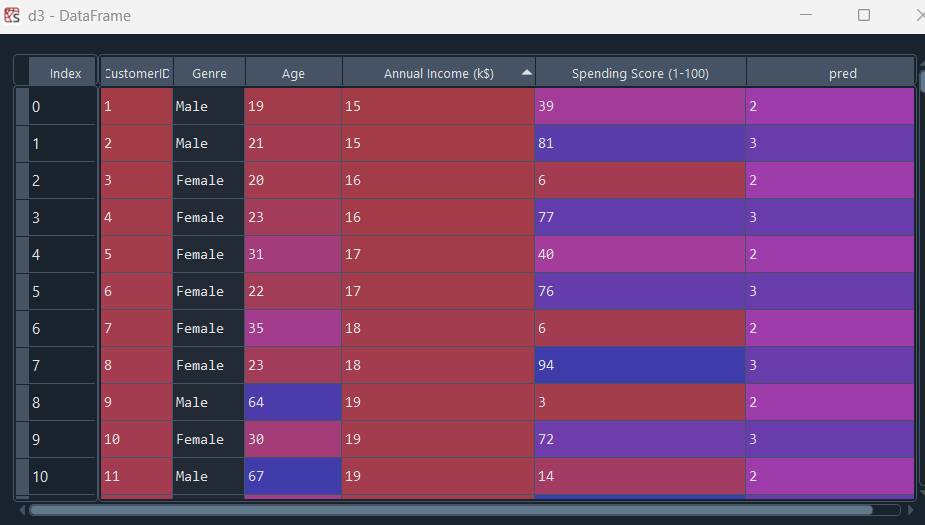 d3 - DataFrame
Index CustomerID Genre Age Annual Income (k$) Spending Score (1-100) pred
0 1 Male 19 15 39 2
1 2 Male 21 15 81 3
2 3 Female 20 16 6 2
3 4 Female 23 16 77 3
4 5 Female 31 17 40 2
5 6 Female 22 17 76 3
6 7 Female 35 18 6 2
7 8 Female 23 18 94 3
8 9 Male 64 19 3 2
9 10 Female 30 19 72 3
10 11 Male 67 19 14 2